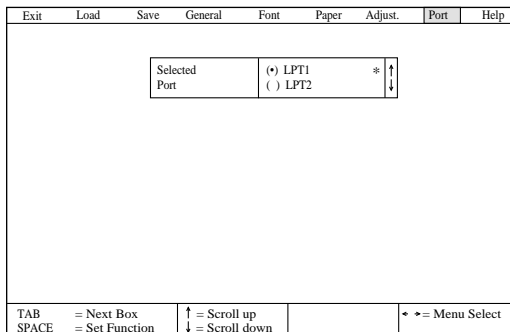 Exit Load Save General Font Paper Adjust. Port Help
Selected (•) LPT1 * ↑
Port ( ) LPT2 ↓
TAB = Next Box ↑ = Scroll up ← → = Menu Select
SPACE = Set Function ↓ = Scroll down